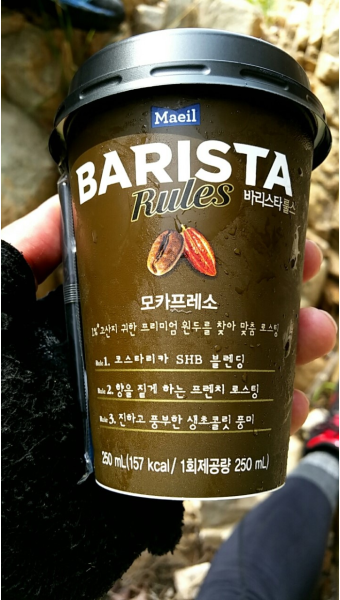 Maeil
BARISTA
Rules 바리스타룰스
모카프레소
1% 고산지 귀한 프리미엄 원두를 찾아 맞춤 로스팅
Rule 1. 코스타리카 SHB 블렌딩
Rule 2. 향을 짙게 하는 프렌치 로스팅
Rule 3. 진하고 풍부한 생초콜릿 풍미
250 mL(157 kcal / 1회제공량 250 mL)